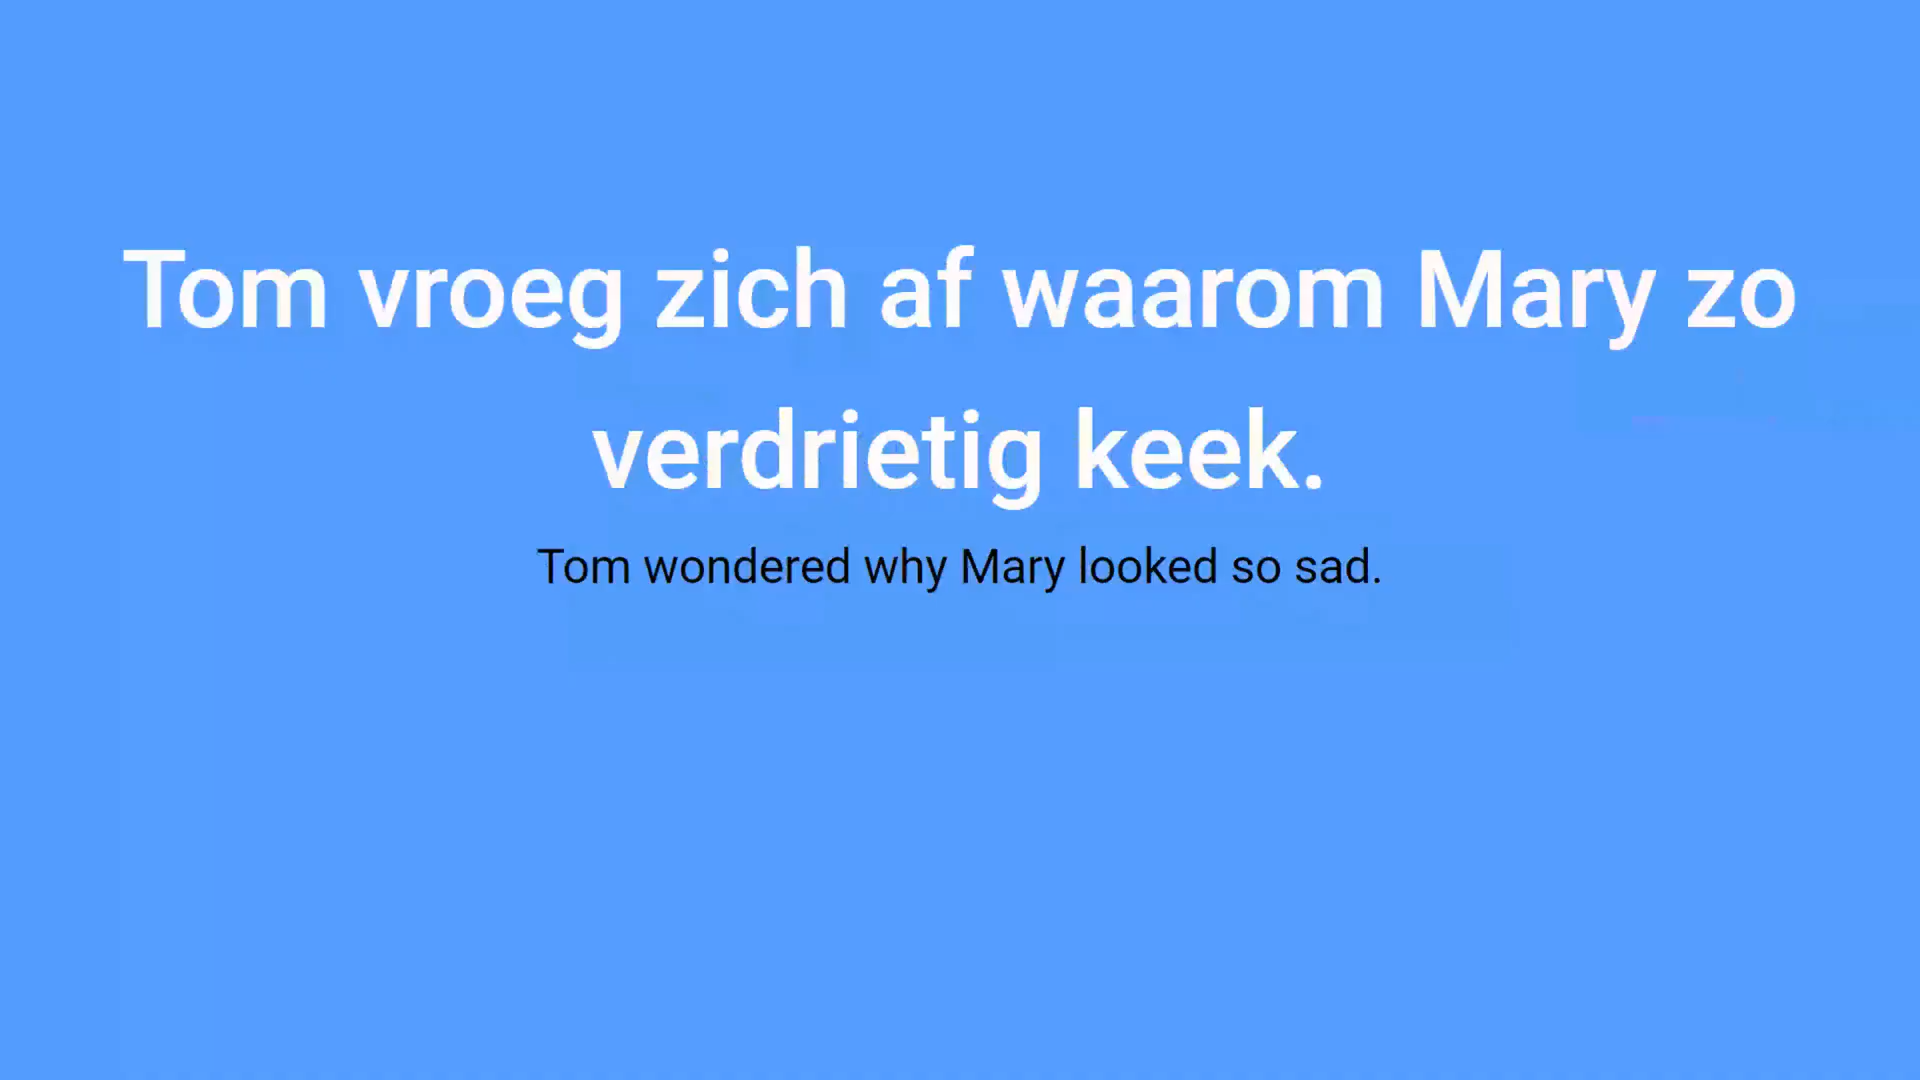 Tom vroeg zich af waarom Mary zo
verdrietig keek.
Tom wondered why Mary looked so sad.